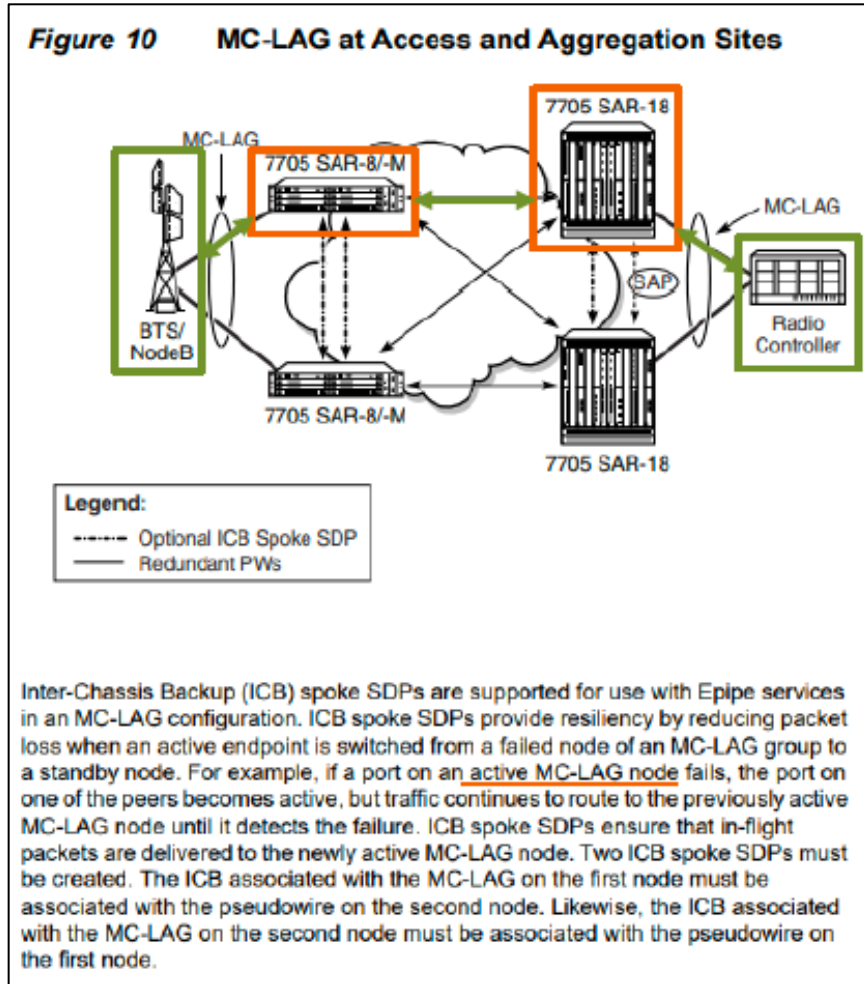 Figure 10 MC-LAG at Access and Aggregation Sites
7705 SAR-18
MC-LAG
7705 SAR-8/-M
MC-LAG
SAP
BTS/
NodeB
Radio
Controller
7705 SAR-8/-M
7705 SAR-18
Legend:
Optional ICB Spoke SDP
Redundant PWs
Inter-Chassis Backup (ICB) spoke SDPs are supported for use with Epipe services
in an MC-LAG configuration. ICB spoke SDPs provide resiliency by reducing packet
loss when an active endpoint is switched from a failed node of an MC-LAG group to
a standby node. For example, if a port on an active MC-LAG node fails, the port on
one of the peers becomes active, but traffic continues to route to the previously active
MC-LAG node until it detects the failure. ICB spoke SDPs ensure that in-flight
packets are delivered to the newly active MC-LAG node. Two ICB spoke SDPs must
be created. The ICB associated with the MC-LAG on the first node must be
associated with the pseudowire on the second node. Likewise, the ICB associated
with the MC-LAG on the second node must be associated with the pseudowire on
the first node.